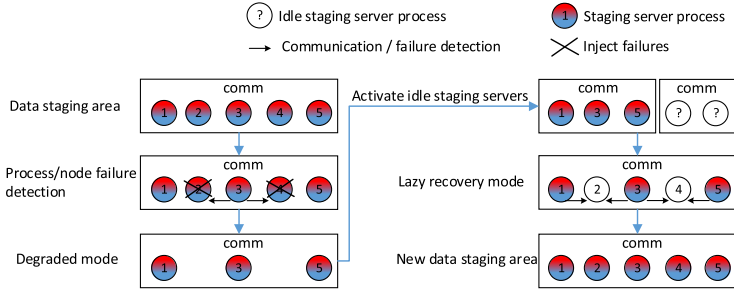 ? Idle staging server process
1 Staging server process
Communication / failure detection
Inject failures
Data staging area
comm
1 2 3 4 5
Activate idle staging servers
comm
1 3 5
comm
? ?
Process/node failure
detection
comm
1 2 3 4 5
Lazy recovery mode
comm
1 2 3 4 5
Degraded mode
comm
1 3 5
New data staging area
comm
1 2 3 4 5